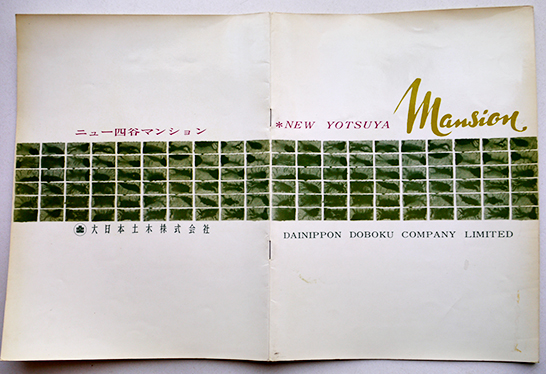 ニュー四谷マンション
大日本土木株式会社
*NEW YOTSUYA Mansion
DAINIPPON DOBOKU COMPANY LIMITED